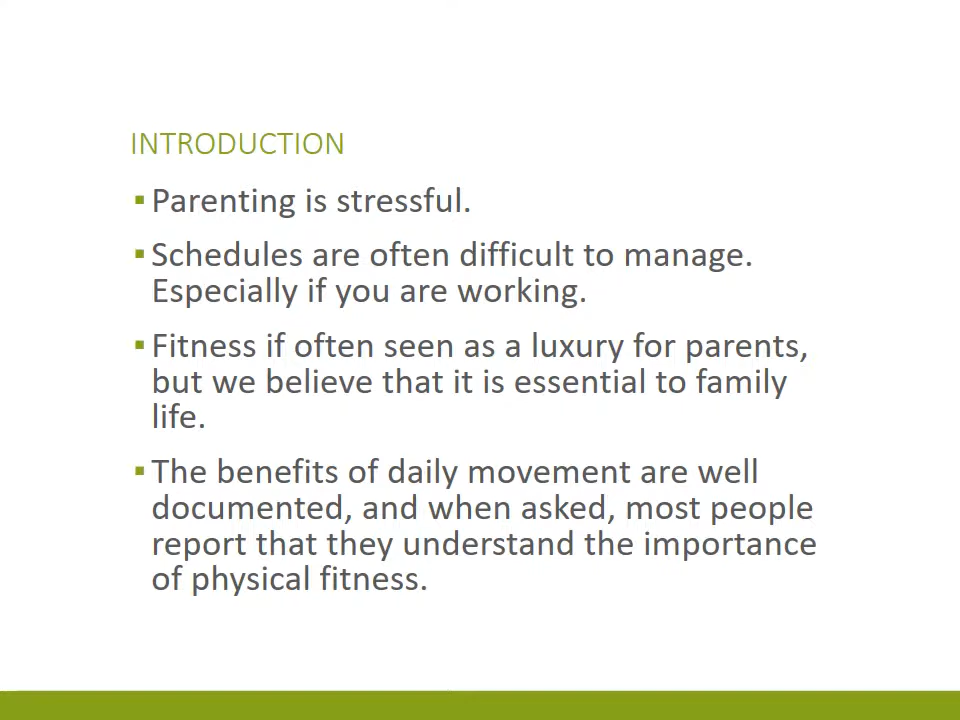 INTRODUCTION
▪Parenting is stressful.
▪Schedules are often difficult to manage.
Especially if you are working.
▪Fitness if often seen as a luxury for parents,
but we believe that it is essential to family
life.
▪The benefits of daily movement are well
documented, and when asked, most people
report that they understand the importance
of physical fitness.